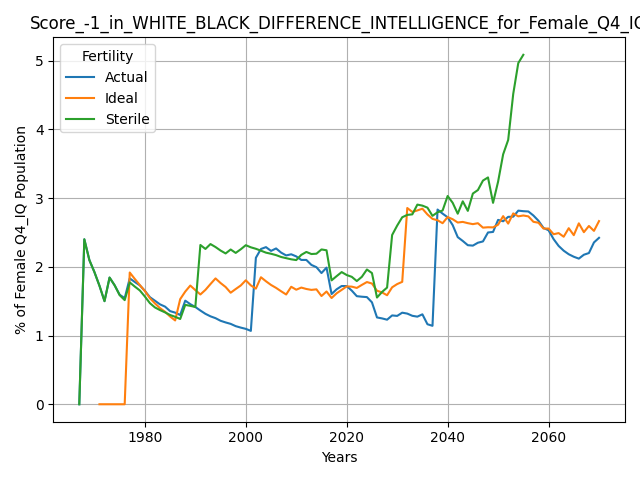 Score_-1_in_WHITE_BLACK_DIFFERENCE_INTELLIGENCE_for_Female_Q4_IQ
Fertility
Actual
Ideal
Sterile
% of Female Q4_IQ Population
5
4
3
2
1
0
1980 2000 2020 2040 2060
Years